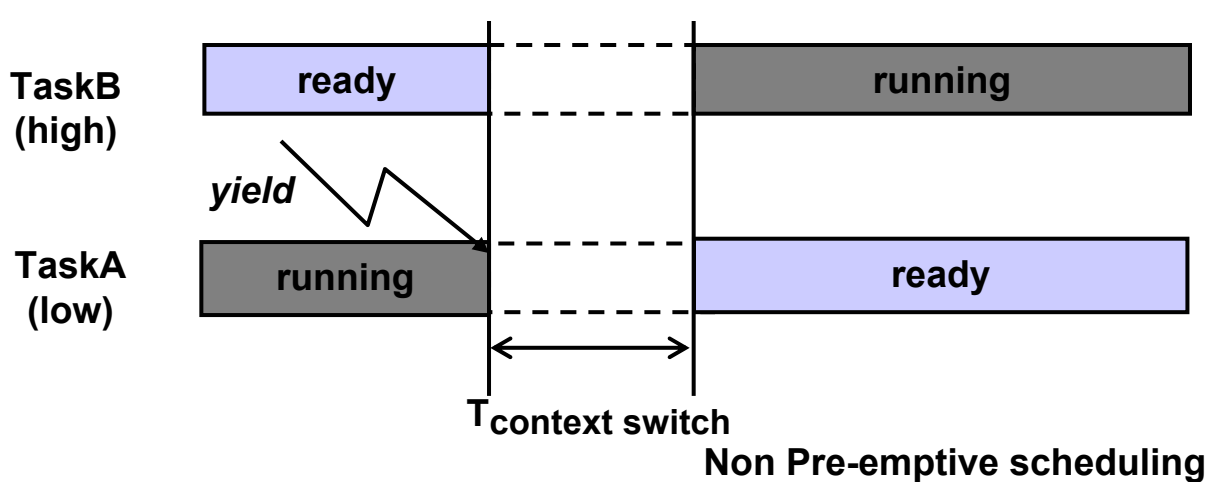 TaskB
(high)
ready
running
yield
TaskA
(low)
running
ready
Tcontext switch
Non Pre-emptive scheduling